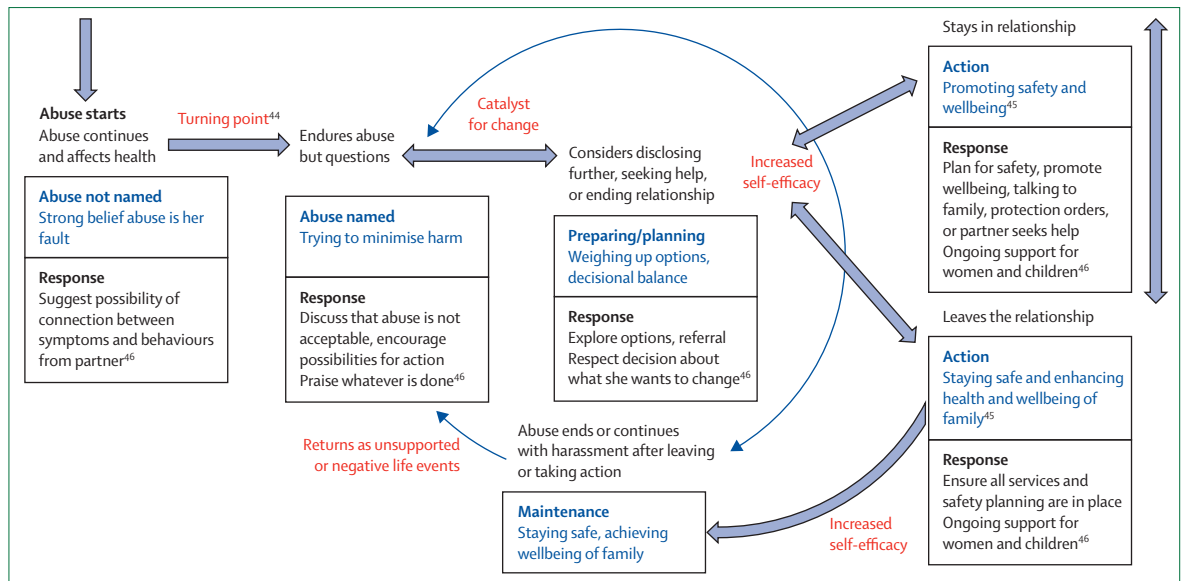 Abuse starts
Abuse continues
and affects health
Abuse not named
Strong belief abuse is her
fault
Response
Suggest possibility of
connection between
symptoms and behaviours
from partner⁴⁶
Turning point⁴⁴
Endures abuse
but questions
Abuse named
Trying to minimise harm
Response
Discuss that abuse is not
acceptable, encourage
possibilities for action
Praise whatever is done⁴⁶
Catalyst
for change
Considers disclosing
further, seeking help,
or ending relationship
Preparing/planning
Weighing up options,
decisional balance
Response
Explore options, referral
Respect decision about
what she wants to change⁴⁶
Increased
self-efficacy
Stays in relationship
Action
Promoting safety and
wellbeing⁴⁵
Response
Plan for safety, promote
wellbeing, talking to
family, protection orders,
or partner seeks help
Ongoing support for
women and children⁴⁶
Leaves the relationship
Action
Staying safe and enhancing
health and wellbeing of
family⁴⁵
Response
Ensure all services and
safety planning are in place
Ongoing support for
women and children⁴⁶
Increased
self-efficacy
Abuse ends or continues
with harassment after leaving
or taking action
Maintenance
Staying safe, achieving
wellbeing of family
Returns as unsupported
or negative life events